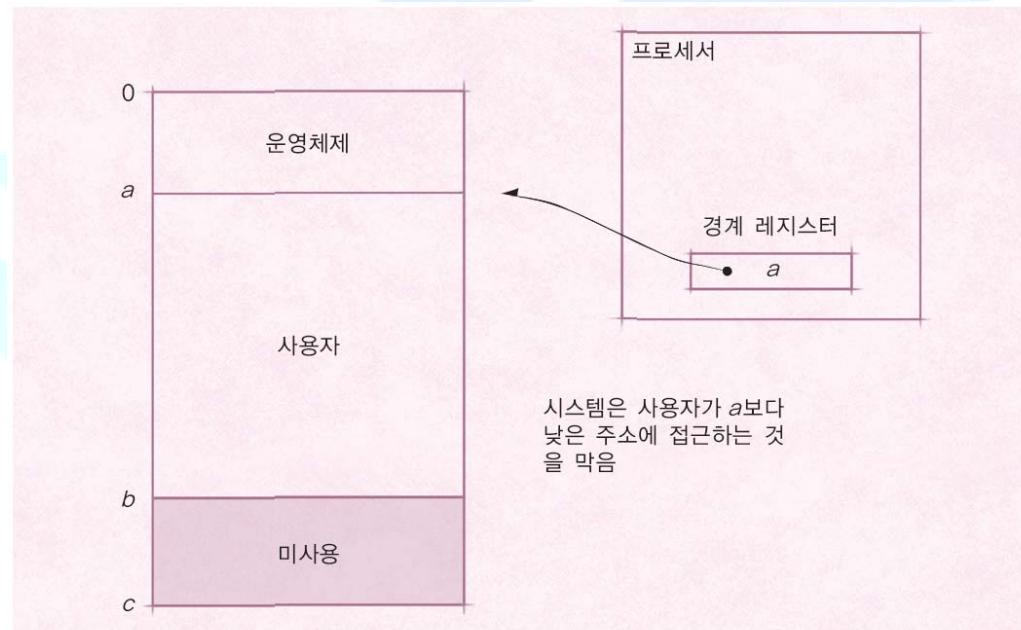 프로세서
0
운영체제
a
경계 레지스터
a
사용자
시스템은 사용자가 a보다
낮은 주소에 접근하는 것
을 막음
b
미사용
c